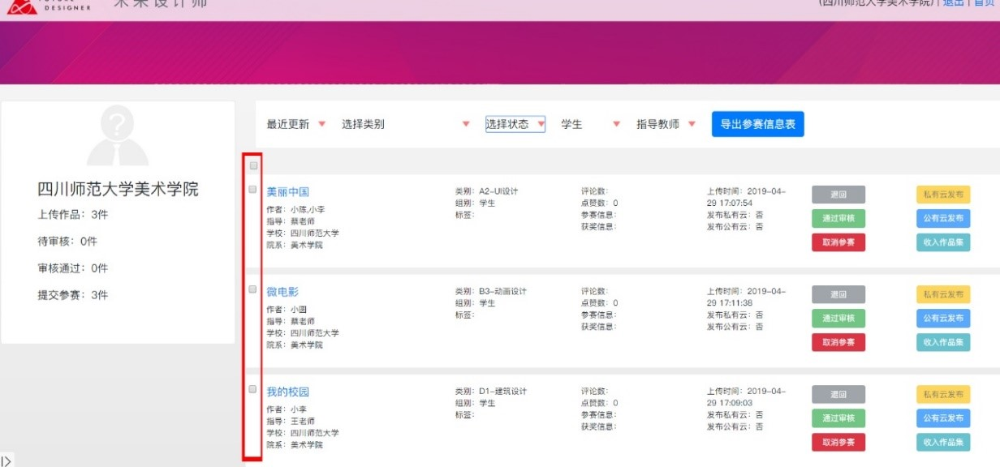 DESIGNER
未来设计师
(四川师范大学美术学院) | 退出 | 首页
四川师范大学美术学院
上传作品：3件
待审核：0件
审核通过：0件
提交参赛：3件
最近更新 选择类别 选择状态 学生 指导教师 导出参赛信息表
美丽中国
作者：小陈,小李
指导：蔡老师
学校：四川师范大学
院系：美术学院
类别：A2-UI设计
组别：学生
标签：
评论数：
点赞数：0
参赛信息：
获奖信息：
上传时间：2019-04-
29 17:07:54
发布私有云：否
发布公有云：否
退回
通过审核
取消参赛
私有云发布
公有云发布
收入作品集
微电影
作者：小圆
指导：蔡老师
学校：四川师范大学
院系：美术学院
类别：B3-动画设计
组别：学生
标签：
评论数：
点赞数：0
参赛信息：
获奖信息：
上传时间：2019-04-
29 17:11:38
发布私有云：否
发布公有云：否
退回
通过审核
取消参赛
私有云发布
公有云发布
收入作品集
我的校园
作者：小李
指导：王老师
学校：四川师范大学
院系：美术学院
类别：D1-建筑设计
组别：学生
标签：
评论数：
点赞数：0
参赛信息：
获奖信息：
上传时间：2019-04-
29 17:09:03
发布私有云：否
发布公有云：否
退回
通过审核
取消参赛
私有云发布
公有云发布
收入作品集